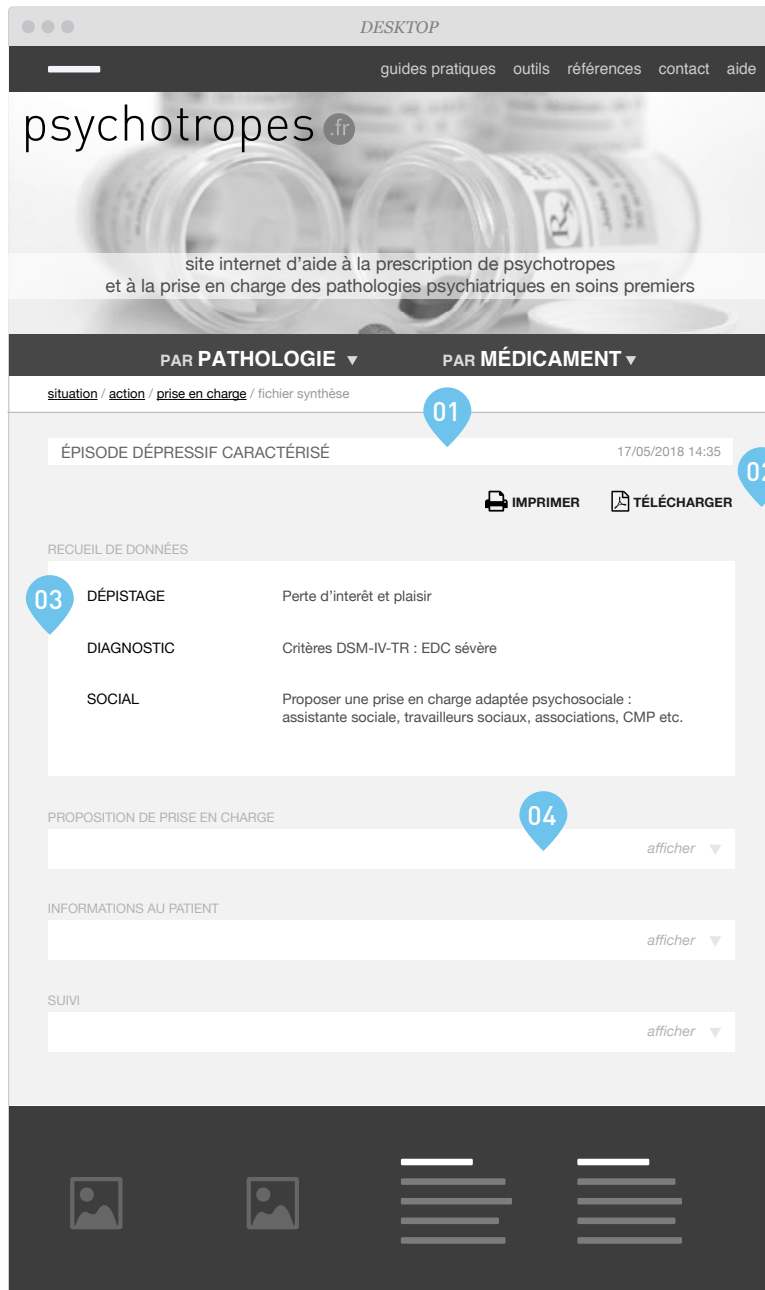 DESKTOP
guides pratiques outils références contact aide
psychotropes .fr
Rx
site internet d'aide à la prescription de psychotropes
et à la prise en charge des pathologies psychiatriques en soins premiers
PAR PATHOLOGIE ▼ PAR MÉDICAMENT ▼
situation / action / prise en charge / fichier synthèse
01
ÉPISODE DÉPRESSIF CARACTÉRISÉ 17/05/2018 14:35
02
IMPRIMER TÉLÉCHARGER
RECUEIL DE DONNÉES
03
DÉPISTAGE Perte d'interêt et plaisir
DIAGNOSTIC Critères DSM-IV-TR : EDC sévère
SOCIAL Proposer une prise en charge adaptée psychosociale :
assistante sociale, travailleurs sociaux, associations, CMP etc.
04
PROPOSITION DE PRISE EN CHARGE
afficher ▼
INFORMATIONS AU PATIENT
afficher ▼
SUIVI
afficher ▼